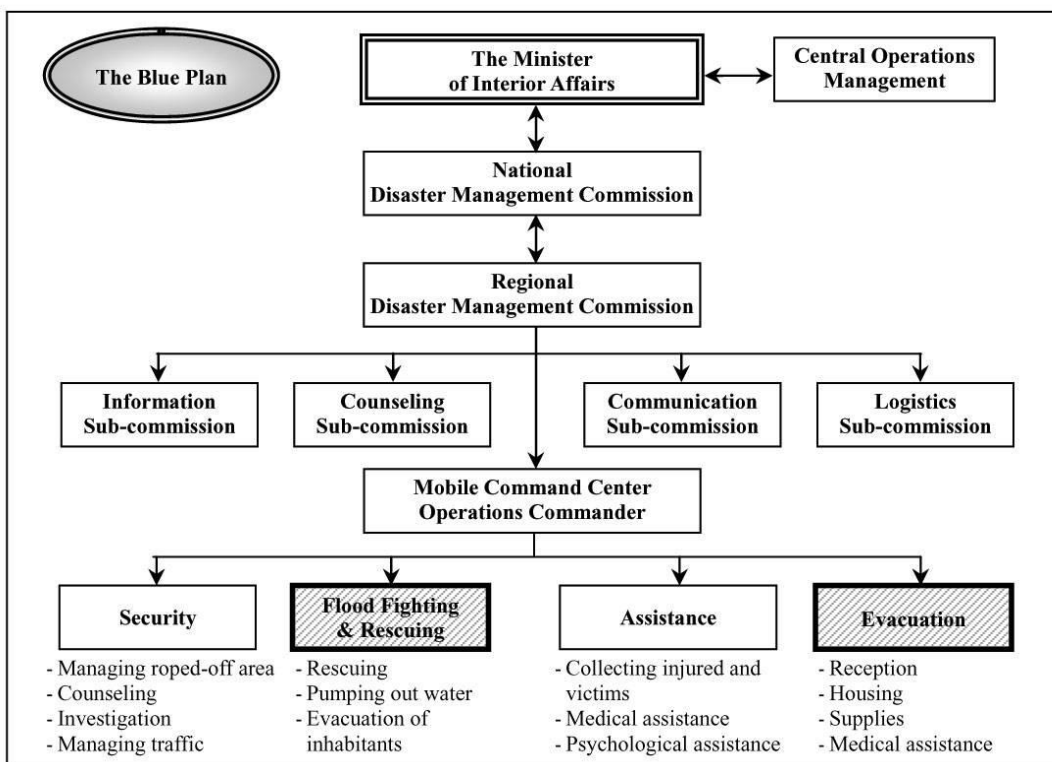 The Blue Plan
The Minister
of Interior Affairs
Central Operations
Management
National
Disaster Management Commission
Regional
Disaster Management Commission
Information
Sub-commission
Counseling
Sub-commission
Communication
Sub-commission
Logistics
Sub-commission
Mobile Command Center
Operations Commander
Security
- Managing roped-off area
- Counseling
- Investigation
- Managing traffic
Flood Fighting
& Rescuing
- Rescuing
- Pumping out water
- Evacuation of
inhabitants
Assistance
- Collecting injured and
victims
- Medical assistance
- Psychological assistance
Evacuation
- Reception
- Housing
- Supplies
- Medical assistance